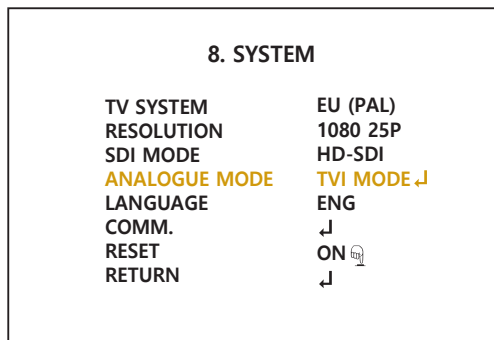 8. SYSTEM
TV SYSTEM EU (PAL)
RESOLUTION 1080 25P
SDI MODE HD-SDI
ANALOGUE MODE TVI MODE ↵
LANGUAGE ENG
COMM. ↵
RESET ON
RETURN ↵